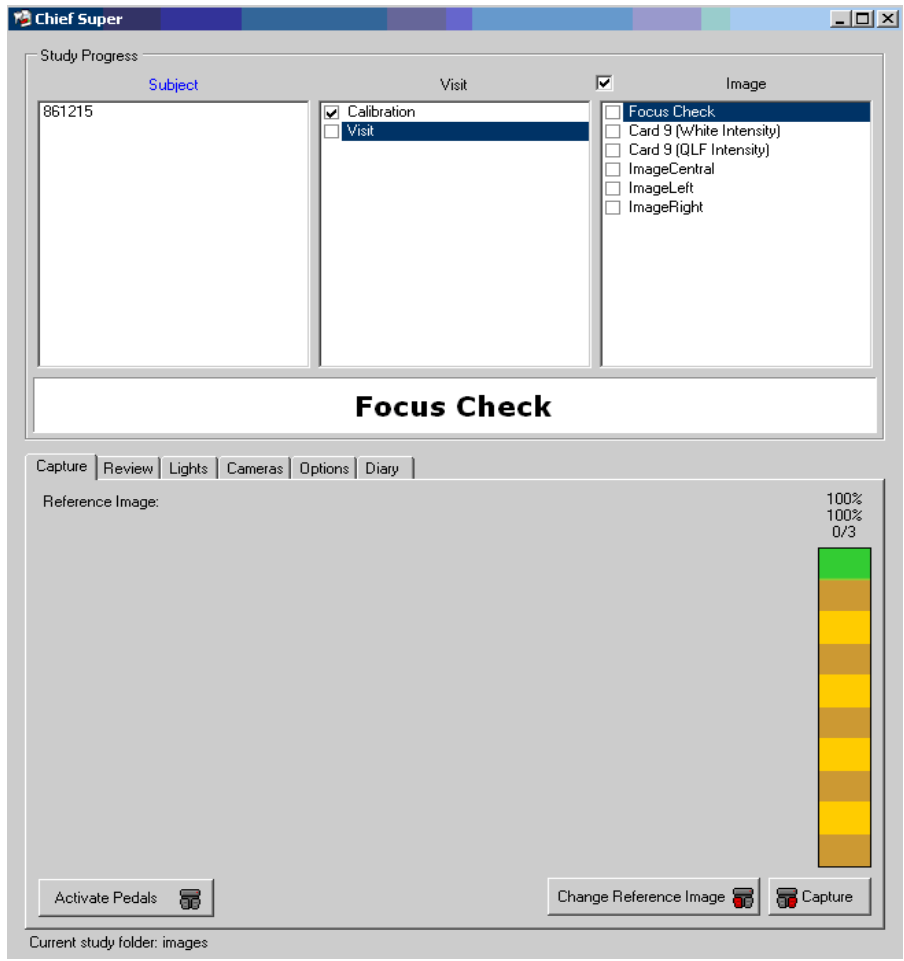 Chief Super
Study Progress
Subject Visit Image
861215
Calibration
Visit
Focus Check
Card 9 (White Intensity)
Card 9 (QLF Intensity)
ImageCentral
ImageLeft
ImageRight
Focus Check
Capture Review Lights Cameras Options Diary
Reference Image:
100%
100%
0/3
Activate Pedals Change Reference Image Capture
Current study folder: images